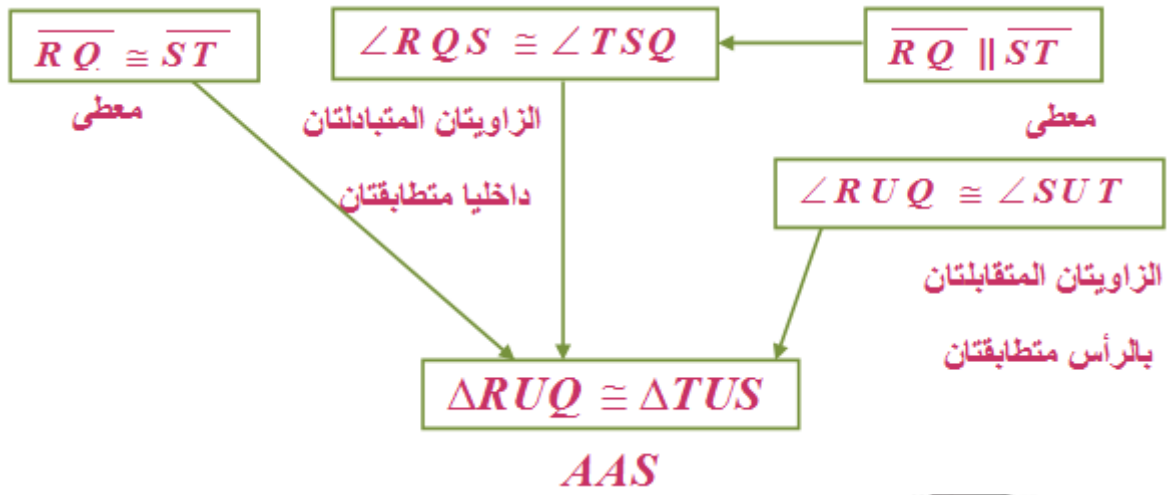 RQ ≅ ST
∠RQS ≅ ∠TSQ
RQ || ST
معطى
الزاويتان المتبادلتان
داخليا متطابقتان
معطى
∠RUQ ≅ ∠SUT
الزاويتان المتقابلتان
بالرأس متطابقتان
ΔRUQ ≅ ΔTUS
AAS